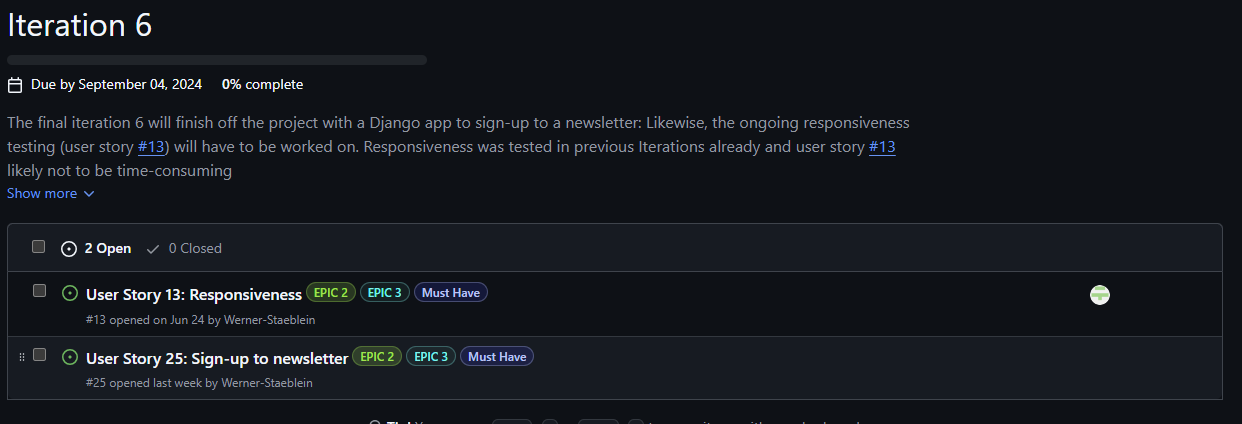 Iteration 6
Due by September 04, 2024 0% complete
The final iteration 6 will finish off the project with a Django app to sign-up to a newsletter: Likewise, the ongoing responsiveness
testing (user story #13) will have to be worked on. Responsiveness was tested in previous Iterations already and user story #13
likely not to be time-consuming
Show more
2 Open 0 Closed
User Story 13: Responsiveness EPIC 2 EPIC 3 Must Have
#13 opened on Jun 24 by Werner-Staeblein
User Story 25: Sign-up to newsletter EPIC 2 EPIC 3 Must Have
#25 opened last week by Werner-Staeblein